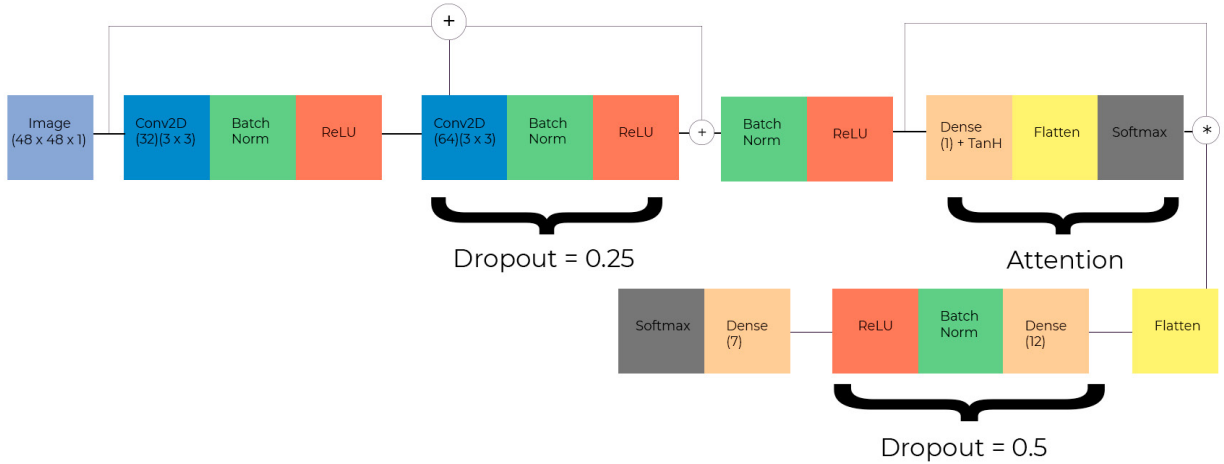 +
Image
(48 x 48 x 1)
Conv2D
(32)(3 x 3)
Batch
Norm
ReLU
Conv2D
(64)(3 x 3)
Batch
Norm
ReLU
+
Batch
Norm
ReLU
Dense
(1) + TanH
Flatten
Softmax
*
Dropout = 0.25
Attention
Softmax
Dense
(7)
ReLU
Batch
Norm
Dense
(12)
Flatten
Dropout = 0.5